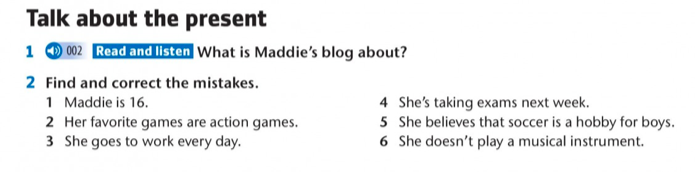 Talk about the present
1 002 Read and listen What is Maddie's blog about?
2 Find and correct the mistakes.
1 Maddie is 16.
2 Her favorite games are action games.
3 She goes to work every day.
4 She's taking exams next week.
5 She believes that soccer is a hobby for boys.
6 She doesn't play a musical instrument.